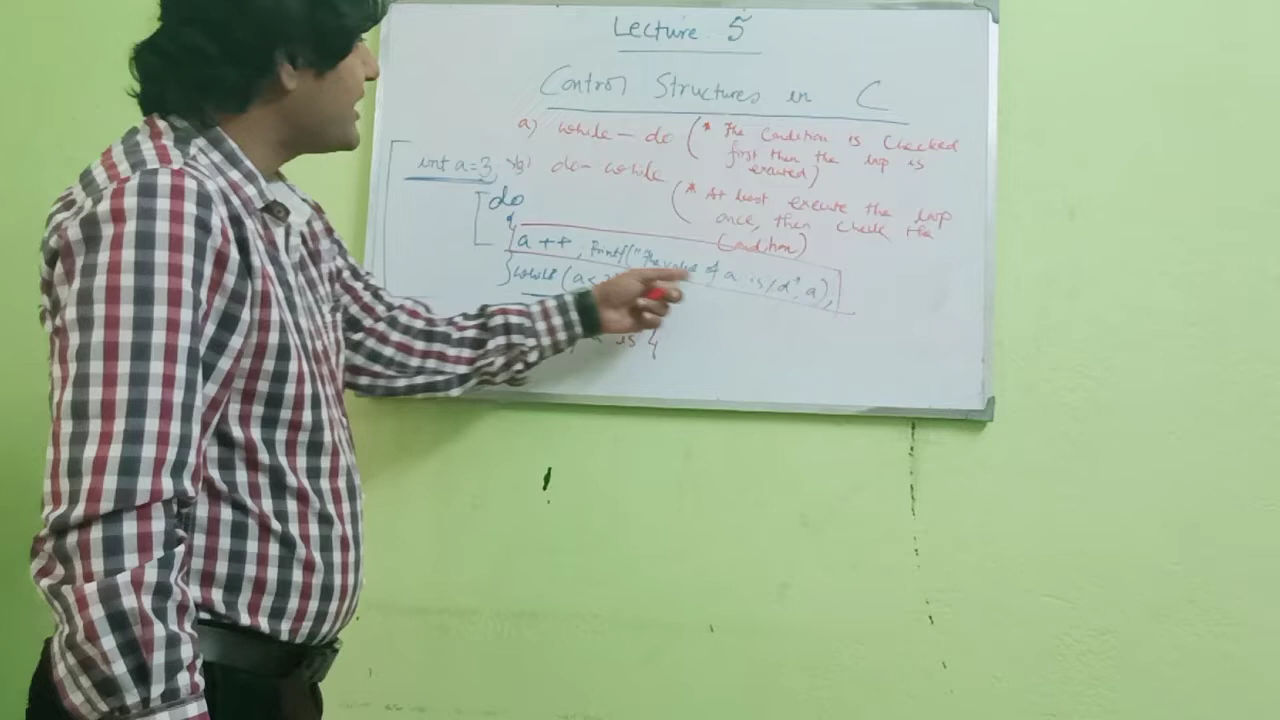 Lecture 5
Control Structures in C
a) while - do (* The Condition is Checked
first then the loop is
executed)
int a=3; b) do-while
(* At least execute the loop
once, then check the
Condition)
do
{
a++; printf("The value of a is %d", a);
} while (a<
is 4